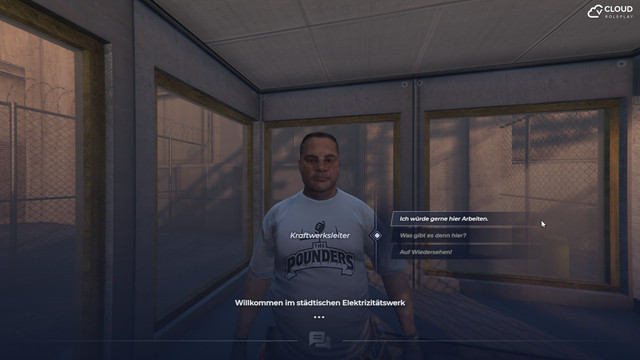 CLOUD
ROLEPLAY
Ich würde gerne hier Arbeiten.
Kraftwerksleiter
Was gibt es denn hier?
Auf Wiedersehen!
THE
POUNDERS
Willkommen im städtischen Elektrizitätswerk
...